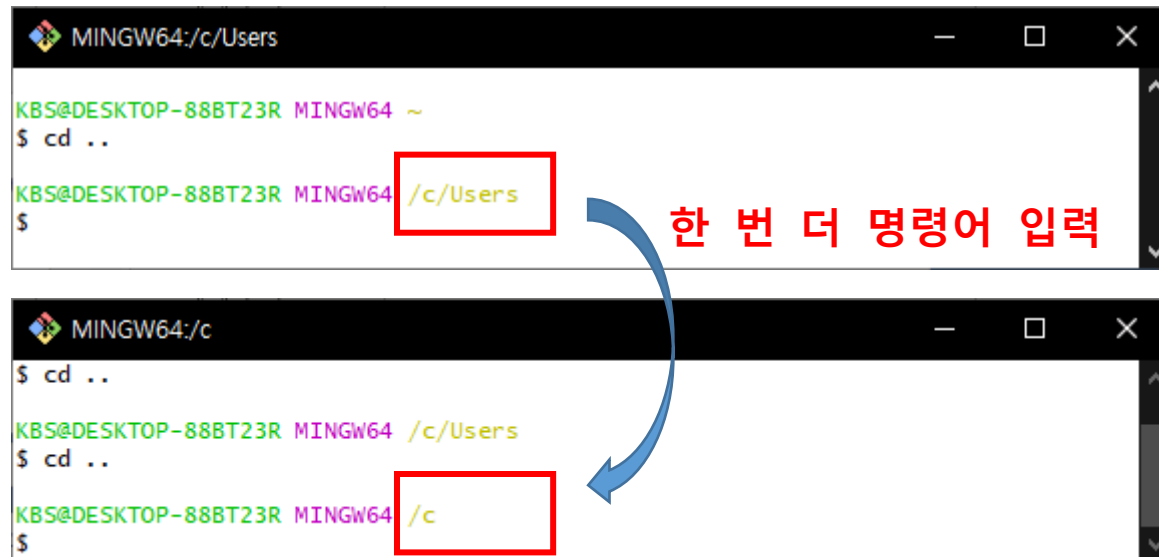 MINGW64:/c/Users
KBS@DESKTOP-88BT23R MINGW64 ~
$ cd ..
KBS@DESKTOP-88BT23R MINGW64 /c/Users
$
한 번 더 명령어 입력
MINGW64:/c
$ cd ..
KBS@DESKTOP-88BT23R MINGW64 /c/Users
$ cd ..
KBS@DESKTOP-88BT23R MINGW64 /c
$